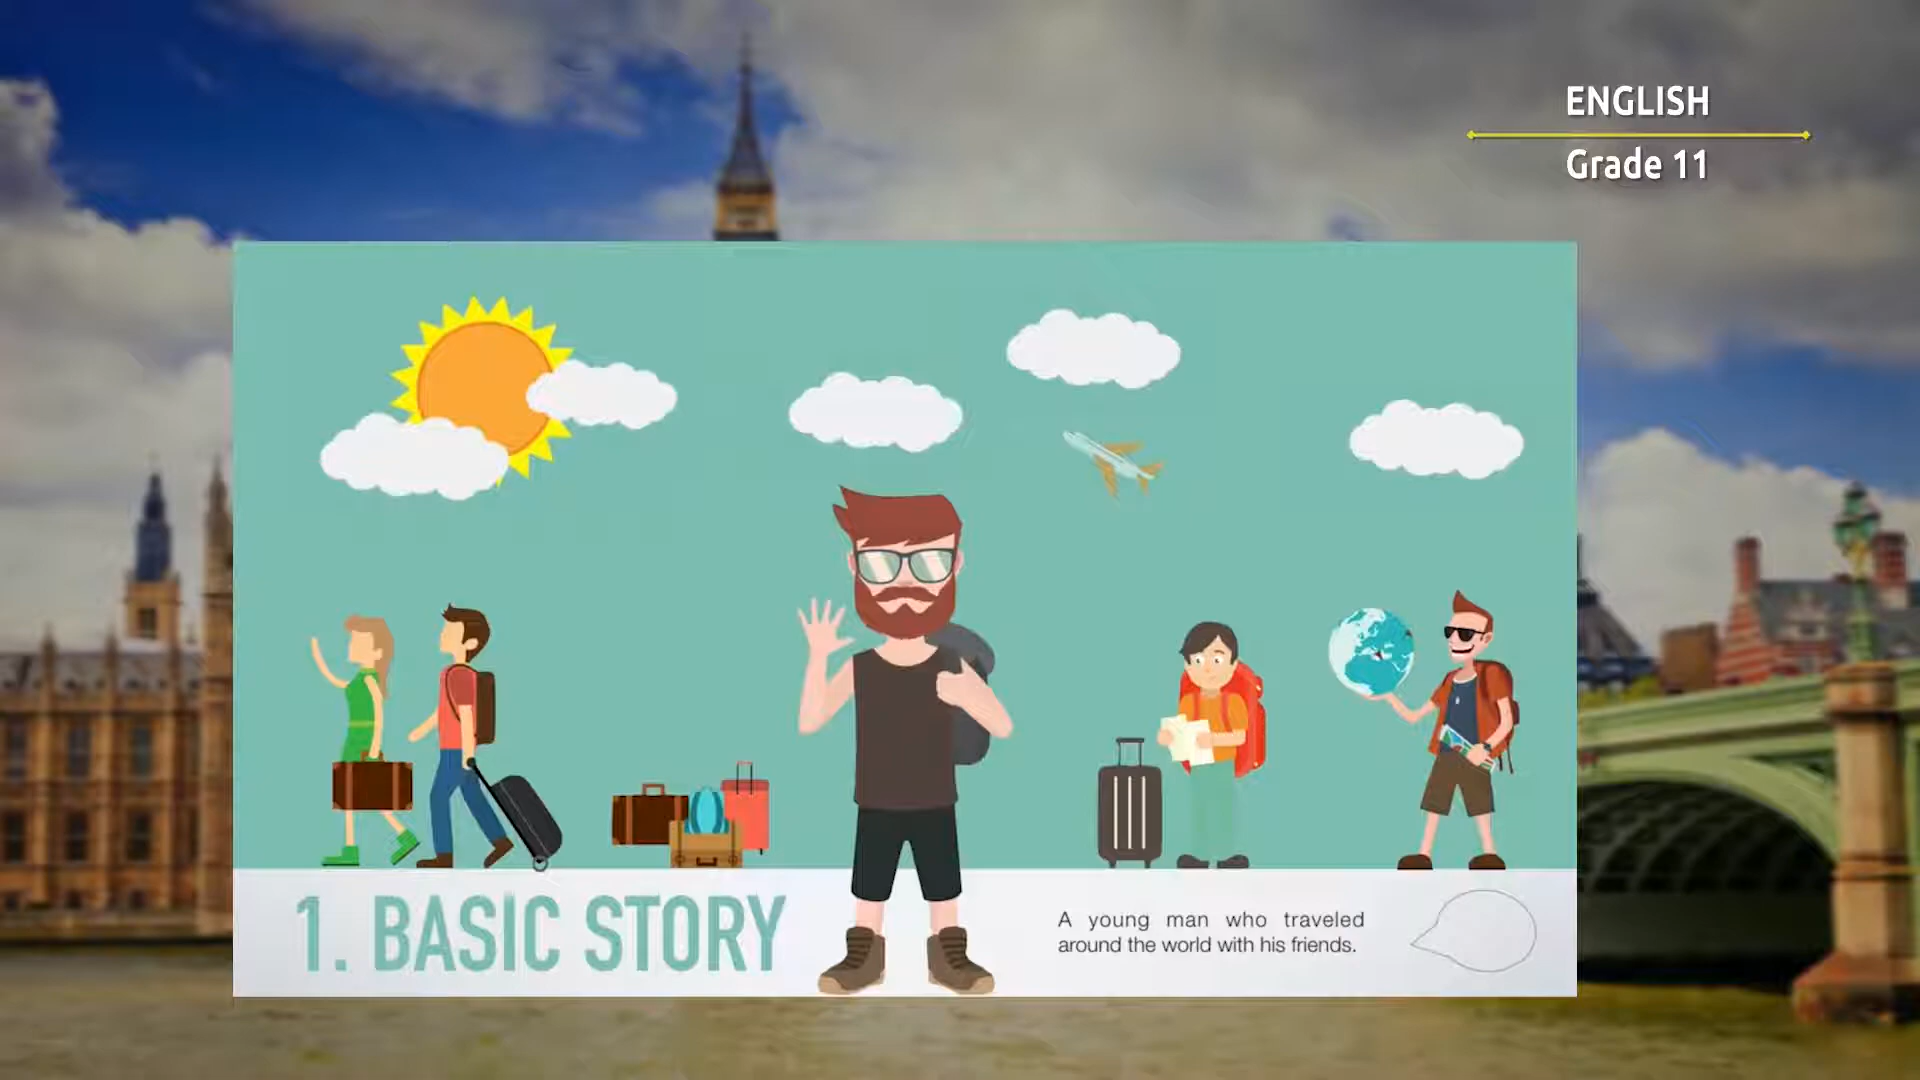 ENGLISH
Grade 11
1. BASIC STORY
A young man who traveled
around the world with his friends.